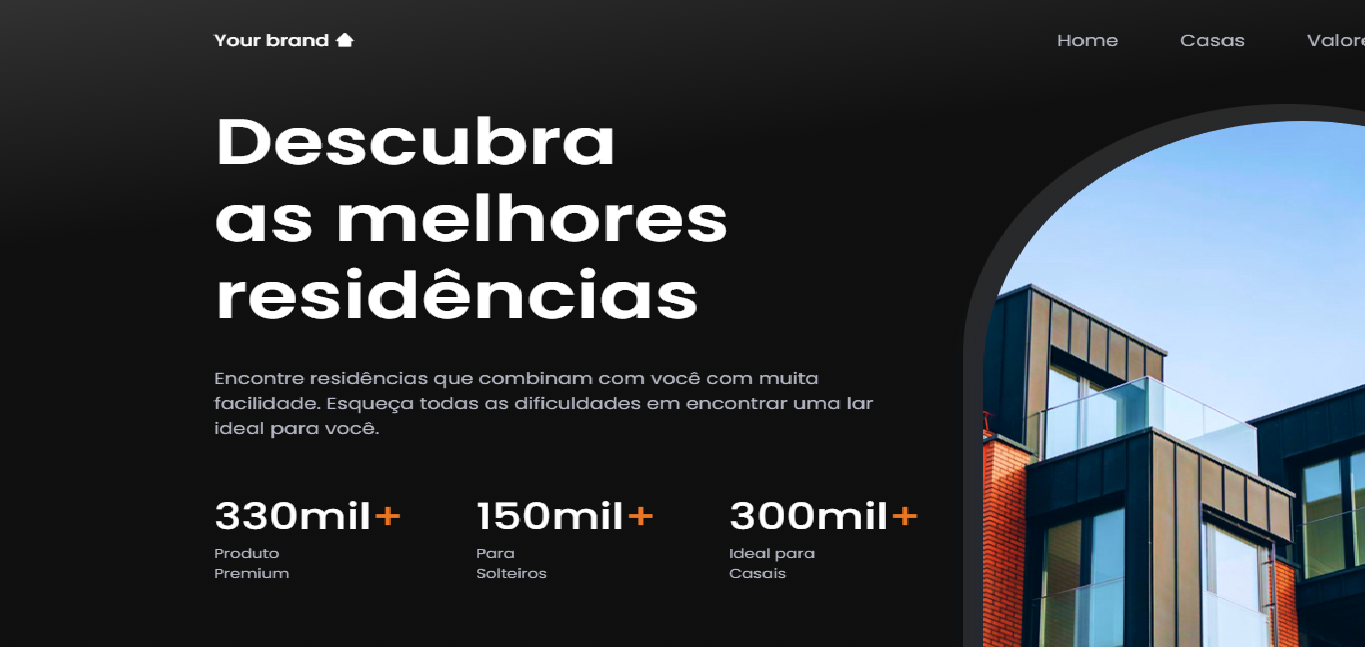 Your brand
Home Casas
Descubra
as melhores
residências
Encontre residências que combinam com você com muita
facilidade. Esqueça todas as dificuldades em encontrar uma lar
ideal para você.
330mil+ 150mil+ 300mil+
Produto Para Ideal para
Premium Solteiros Casais